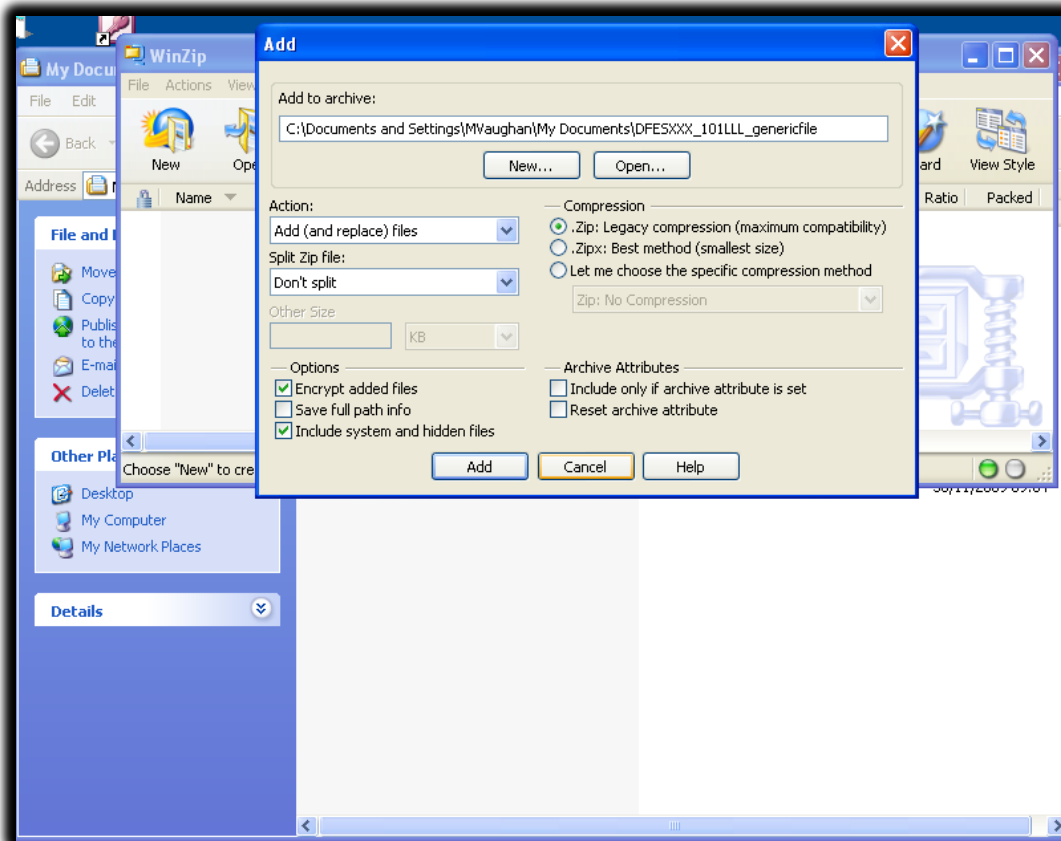 My Docu
File Edit
Back
Address
File and
Move
Copy
Publis
to the
E-mai
Delet
Other Pla
Desktop
My Computer
My Network Places
Details
WinZip
File Actions View
New Ope
ard View Style
Name Ratio Packed
Choose "New" to cre
Add
Add to archive:
C:\Documents and Settings\MVaughan\My Documents\DFESXXX_101LLL_genericfile
New... Open...
Action:
Add (and replace) files
Split Zip file:
Don't split
Other Size
KB
Compression
.Zip: Legacy compression (maximum compatibility)
.Zipx: Best method (smallest size)
Let me choose the specific compression method
Zip: No Compression
Options
Encrypt added files
Save full path info
Include system and hidden files
Archive Attributes
Include only if archive attribute is set
Reset archive attribute
Add Cancel Help